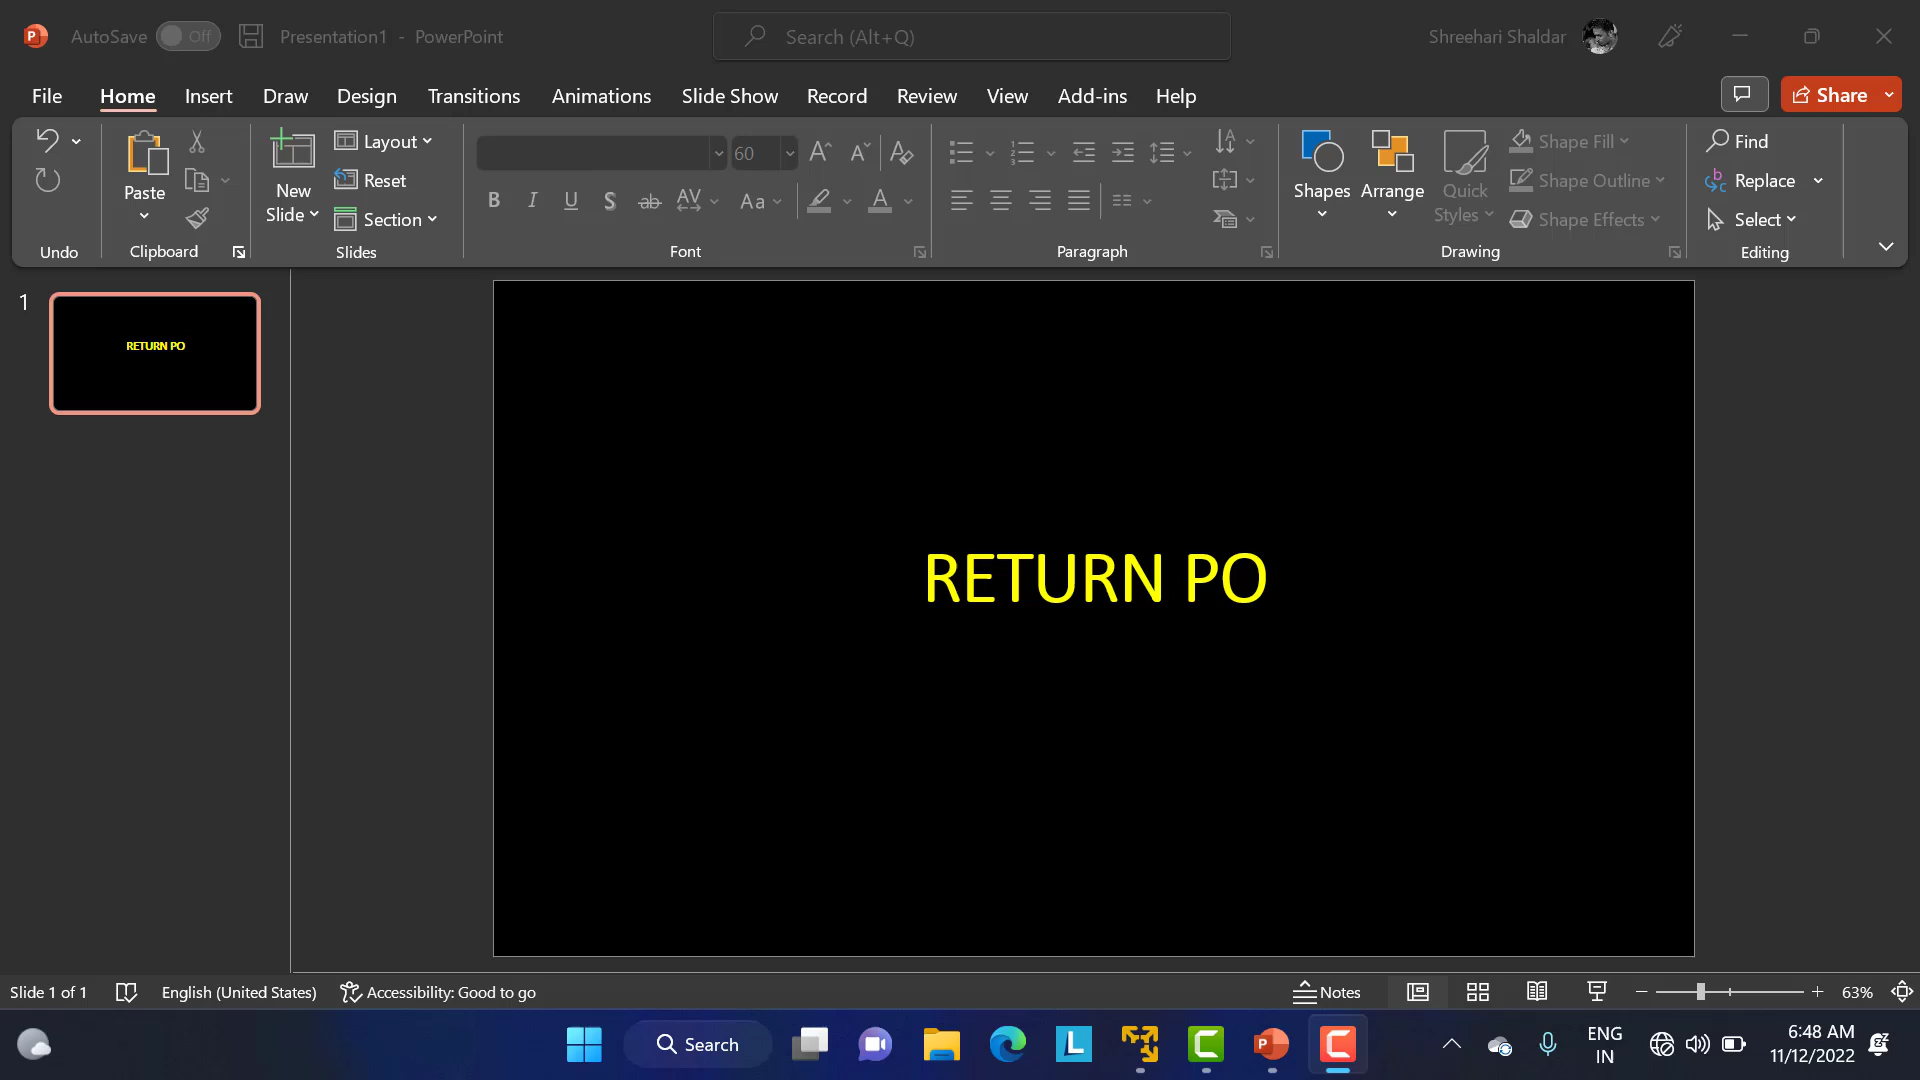 AutoSave Off Presentation1 - PowerPoint Search (Alt+Q) Shreehari Shaldar
File Home Insert Draw Design Transitions Animations Slide Show Record Review View Add-ins Help Share
Paste
New
Slide
Layout
Reset
Section
60
Shapes
Arrange
Quick
Styles
Shape Fill
Shape Outline
Shape Effects
Find
Replace
Select
Undo Clipboard Slides Font Paragraph Drawing Editing
1
RETURN PO
RETURN PO
Slide 1 of 1 English (United States) Accessibility: Good to go Notes 63%
Search
ENG
IN
6:48 AM
11/12/2022